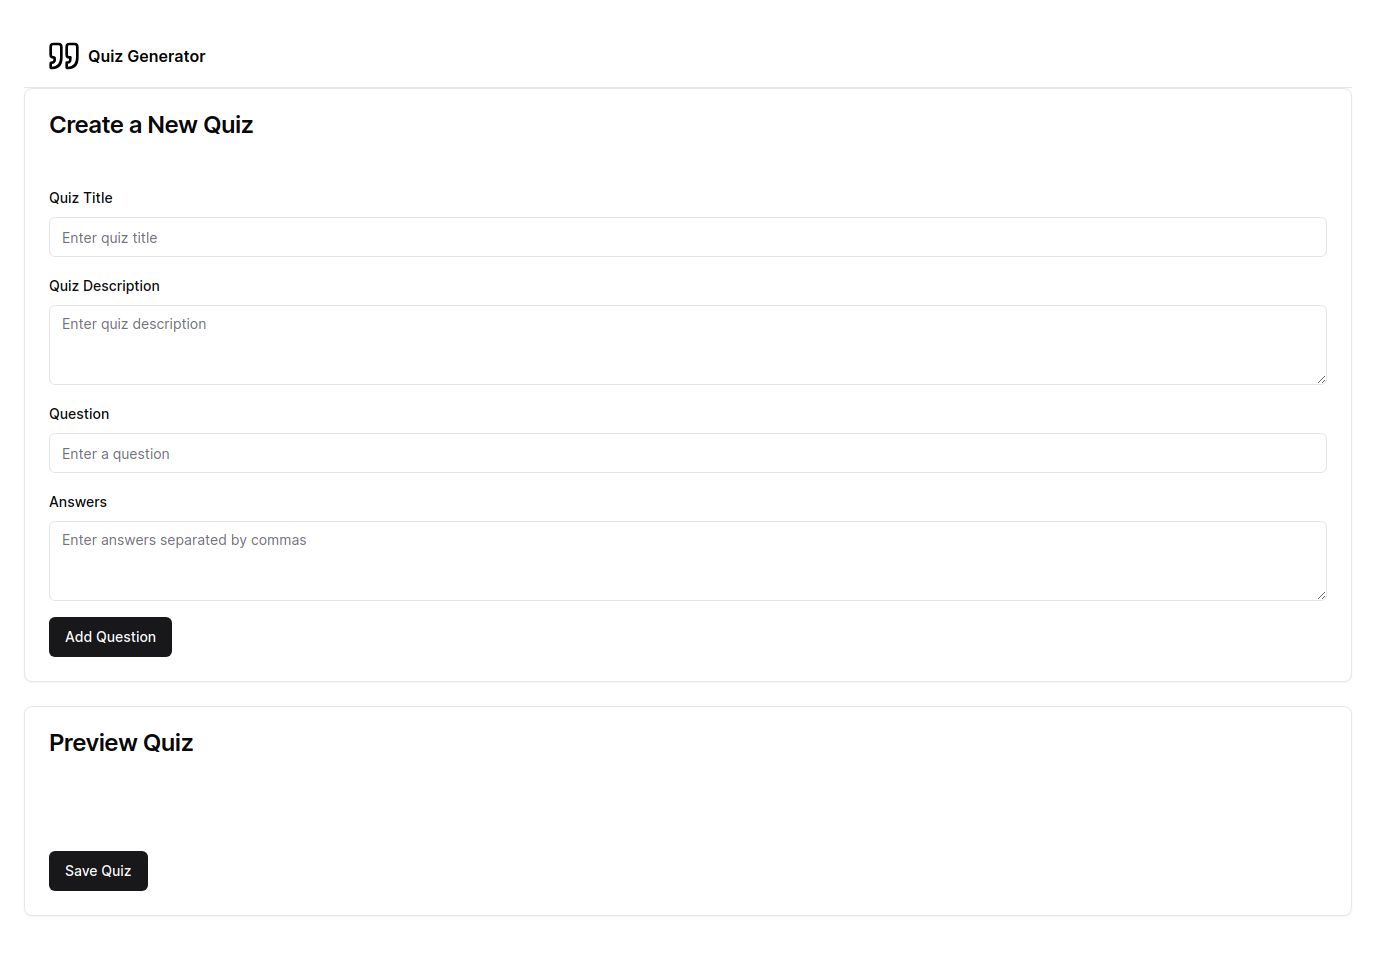 Quiz Generator
Create a New Quiz
Quiz Title
Enter quiz title
Quiz Description
Enter quiz description
Question
Enter a question
Answers
Enter answers separated by commas
Add Question
Preview Quiz
Save Quiz